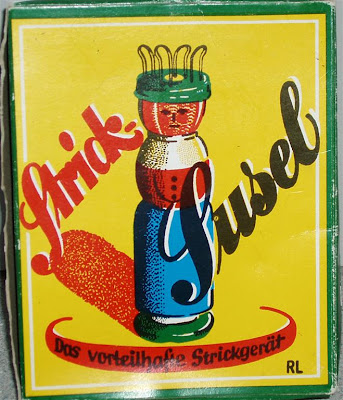 Strick-
Susel
Das vorteilhafte Strickgerät
RL